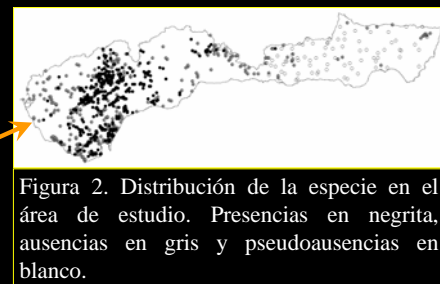 Figura 2. Distribución de la especie en el
área de estudio. Presencias en negrita,
ausencias en gris y pseudoausencias en
blanco.